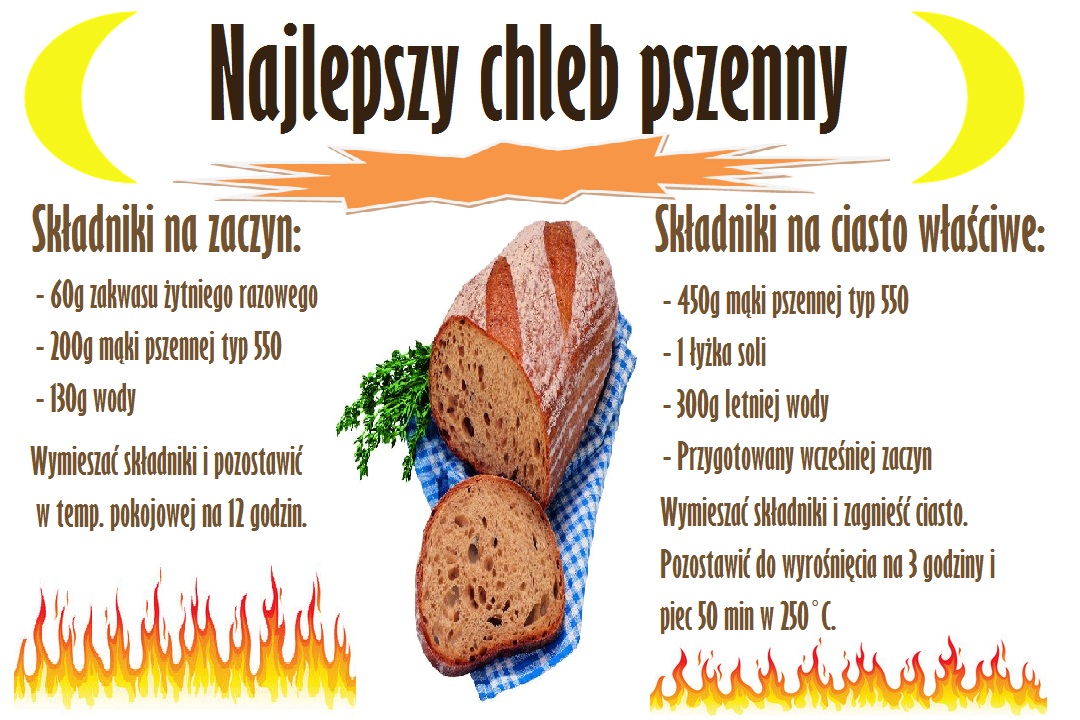 Najlepszy chleb pszenny
Składniki na zaczyn:
- 60g zakwasu żytniego razowego
- 200g mąki pszennej typ 550
- 130g wody
Wymieszać składniki i pozostawić
w temp. pokojowej na 12 godzin.
Składniki na ciasto właściwe:
- 450g mąki pszennej typ 550
- 1 łyżka soli
- 300g letniej wody
- Przygotowany wcześniej zaczyn
Wymieszać składniki i zagnieść ciasto.
Pozostawić do wyrośnięcia na 3 godziny i
piec 50 min w 250°C.